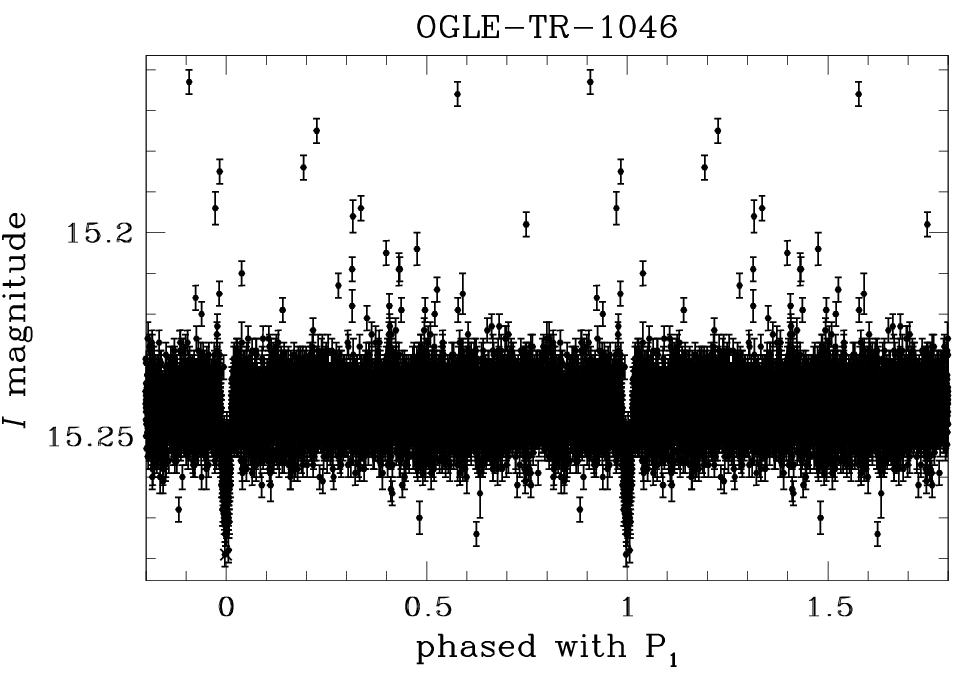 OGLE-TR-1046
I magnitude
15.2
15.25
0 0.5 1 1.5
phased with P₁